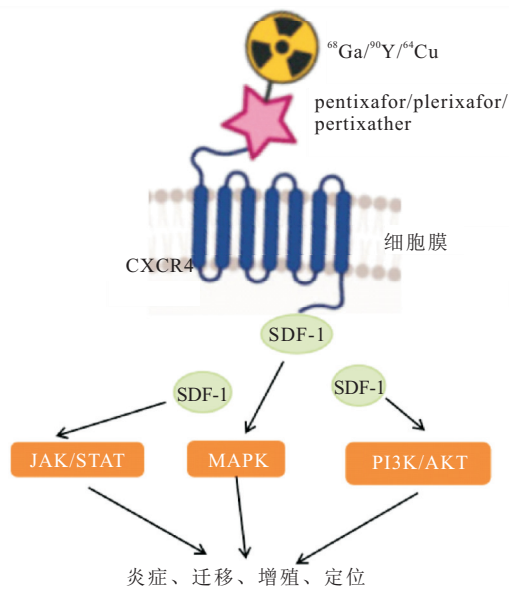 ⁶⁸Ga/⁹⁰Y/⁶⁴Cu
pentixafor/plerixafor/
pertixather
细胞膜
CXCR4
SDF-1
SDF-1
SDF-1
JAK/STAT
MAPK
PI3K/AKT
炎症、迁移、增殖、定位